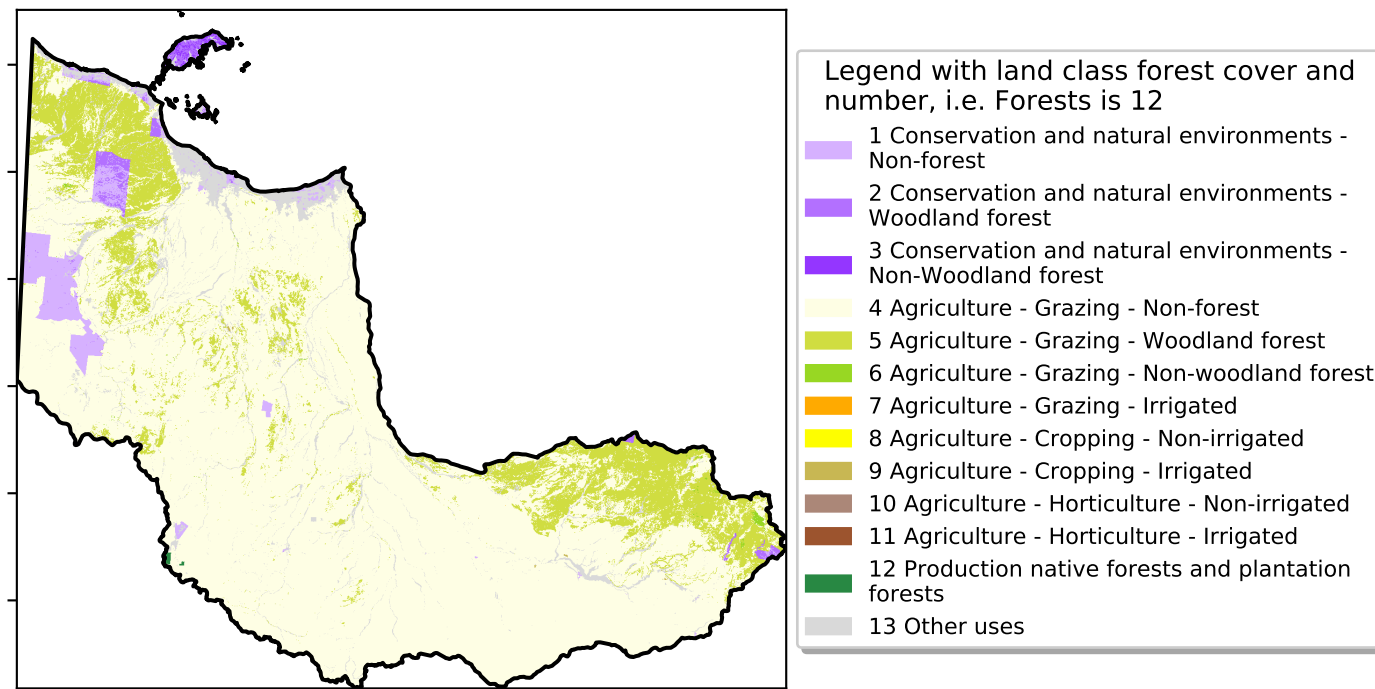 Legend with land class forest cover and
number, i.e. Forests is 12
1 Conservation and natural environments -
Non-forest
2 Conservation and natural environments -
Woodland forest
3 Conservation and natural environments -
Non-Woodland forest
4 Agriculture - Grazing - Non-forest
5 Agriculture - Grazing - Woodland forest
6 Agriculture - Grazing - Non-woodland forest
7 Agriculture - Grazing - Irrigated
8 Agriculture - Cropping - Non-irrigated
9 Agriculture - Cropping - Irrigated
10 Agriculture - Horticulture - Non-irrigated
11 Agriculture - Horticulture - Irrigated
12 Production native forests and plantation
forests
13 Other uses